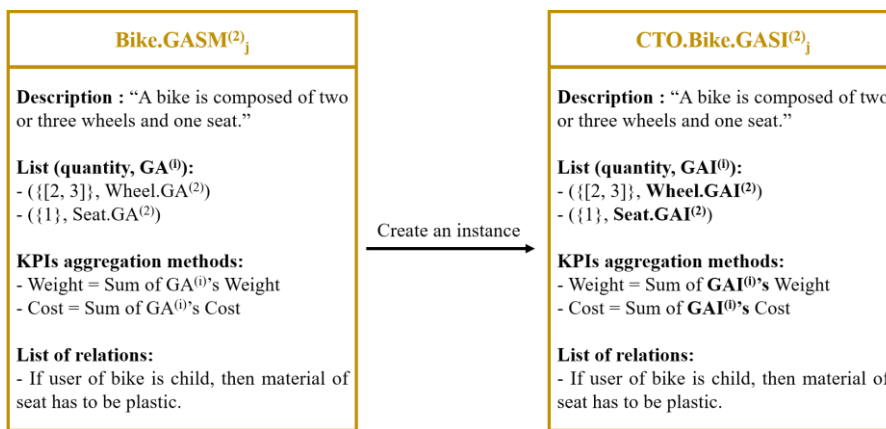 Bike.GASM⁽²⁾ⱼ
Description : “A bike is composed of two
or three wheels and one seat.”
List (quantity, GA⁽ⁱ⁾):
- ({[2, 3]}, Wheel.GA⁽²⁾)
- ({1}, Seat.GA⁽²⁾)
KPIs aggregation methods:
- Weight = Sum of GA⁽ⁱ⁾’s Weight
- Cost = Sum of GA⁽ⁱ⁾’s Cost
List of relations:
- If user of bike is child, then material of
seat has to be plastic.
Create an instance
CTO.Bike.GASI⁽²⁾ⱼ
Description : “A bike is composed of two
or three wheels and one seat.”
List (quantity, GAI⁽ⁱ⁾):
- ({[2, 3]}, Wheel.GAI⁽²⁾)
- ({1}, Seat.GAI⁽²⁾)
KPIs aggregation methods:
- Weight = Sum of GAI⁽ⁱ⁾’s Weight
- Cost = Sum of GAI⁽ⁱ⁾’s Cost
List of relations:
- If user of bike is child, then material of
seat has to be plastic.